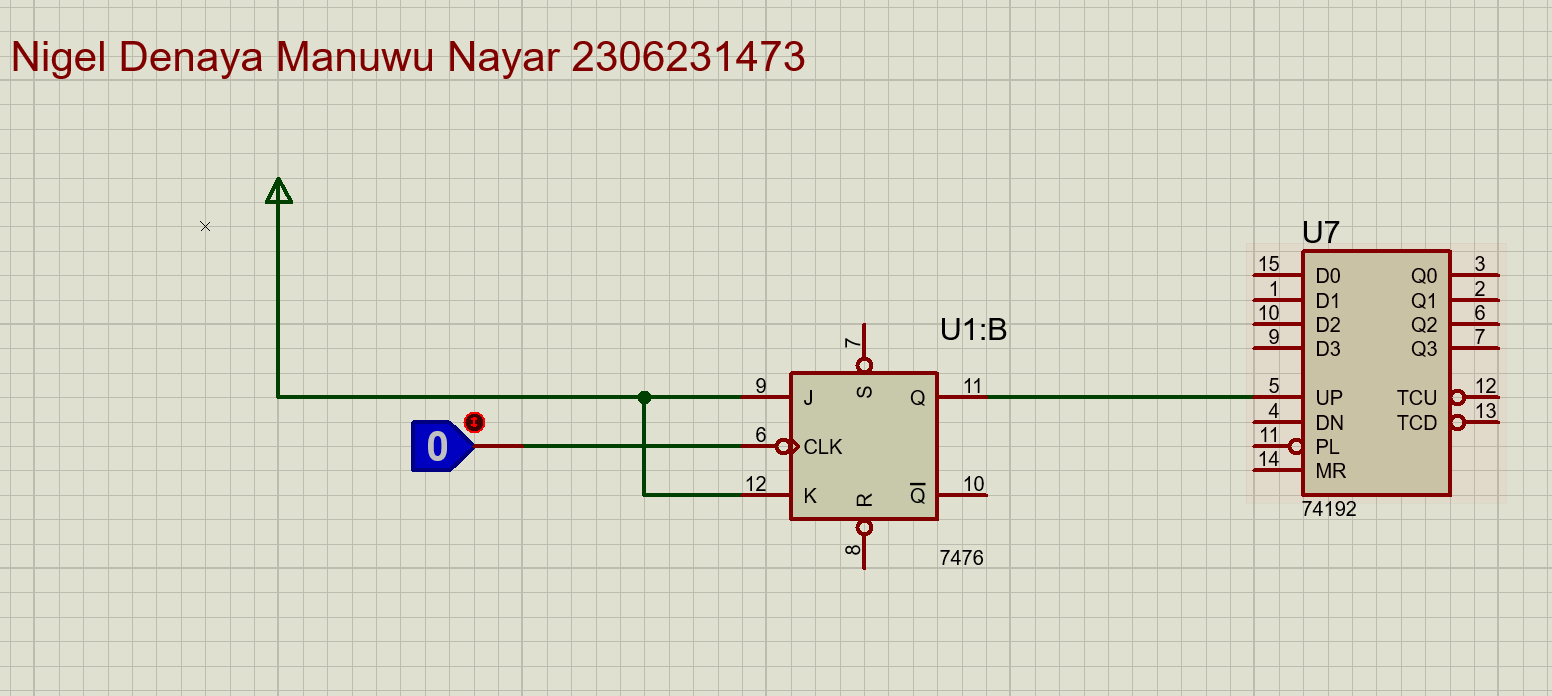 Nigel Denaya Manuwu Nayar 2306231473
U7
15 D0 Q0 3
1 D1 Q1 2
10 D2 Q2 6
9 D3 Q3 7
5 UP TCU 12
4 DN TCD 13
11 PL
14 MR
74192
U1:B
7
S
9 J Q 11
0
6 CLK
12 K Q 10
R
8
7476